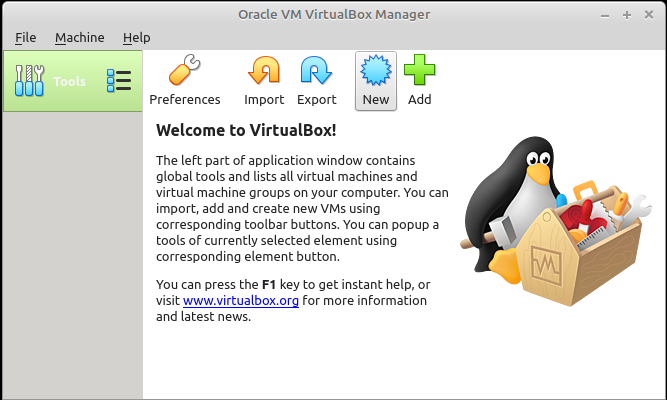 Oracle VM VirtualBox Manager
File Machine Help
Tools
Preferences Import Export New Add
Welcome to VirtualBox!
The left part of application window contains
global tools and lists all virtual machines and
virtual machine groups on your computer. You can
import, add and create new VMs using
corresponding toolbar buttons. You can popup a
tools of currently selected element using
corresponding element button.
You can press the F1 key to get instant help, or
visit www.virtualbox.org for more information
and latest news.